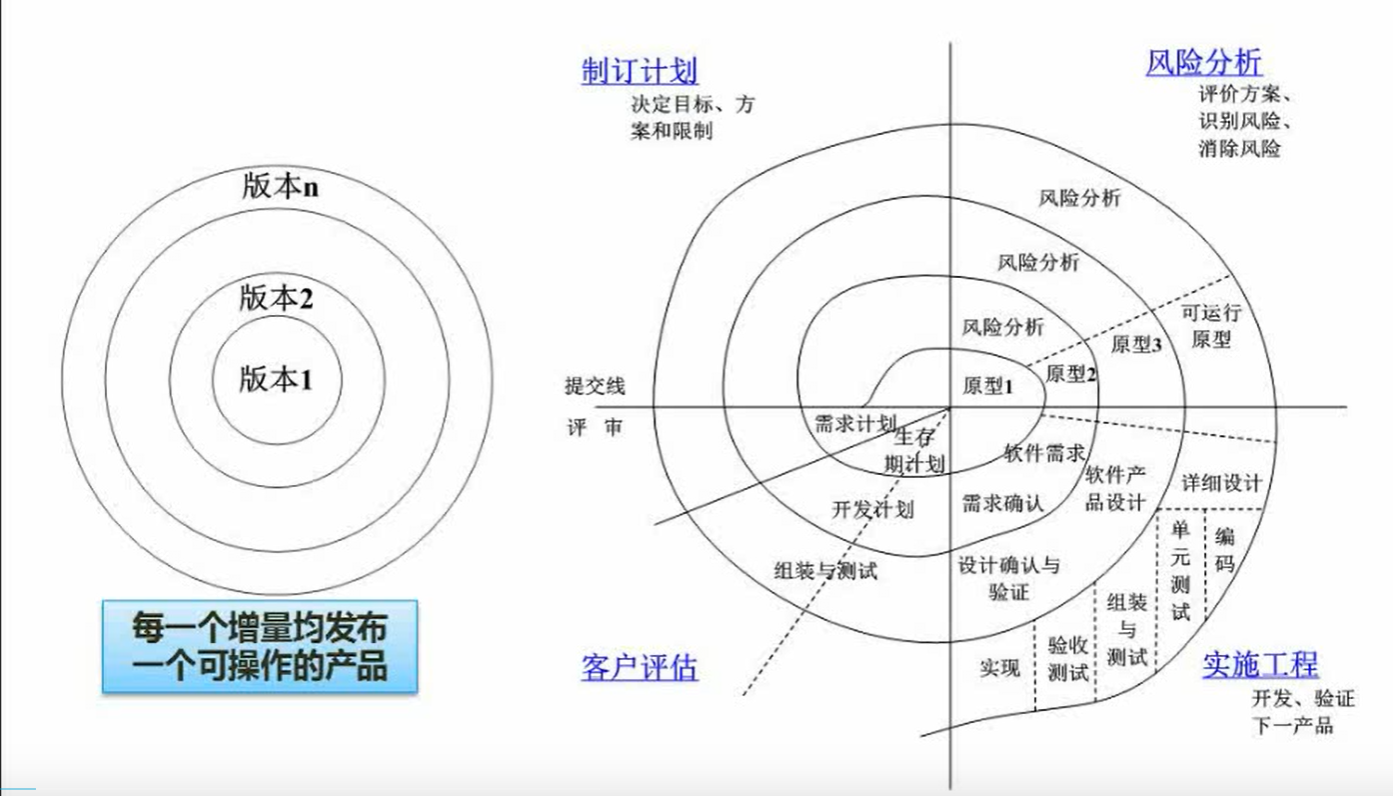 版本n
版本2
版本1
每一个增量均发布
一个可操作的产品
制订计划
决定目标、方
案和限制
风险分析
评价方案、
识别风险、
消除风险
风险分析
风险分析
风险分析
可运行
原型
原型3
原型2
原型1
提交线
评 审
需求计划
生存
期计划
开发计划
组装与测试
软件需求
需求确认
软件产
品设计
设计确认与
验证
详细设计
单
元
测
试
编
码
组装
与
测试
验收
测试
实现
客户评估
实施工程
开发、验证
下一产品